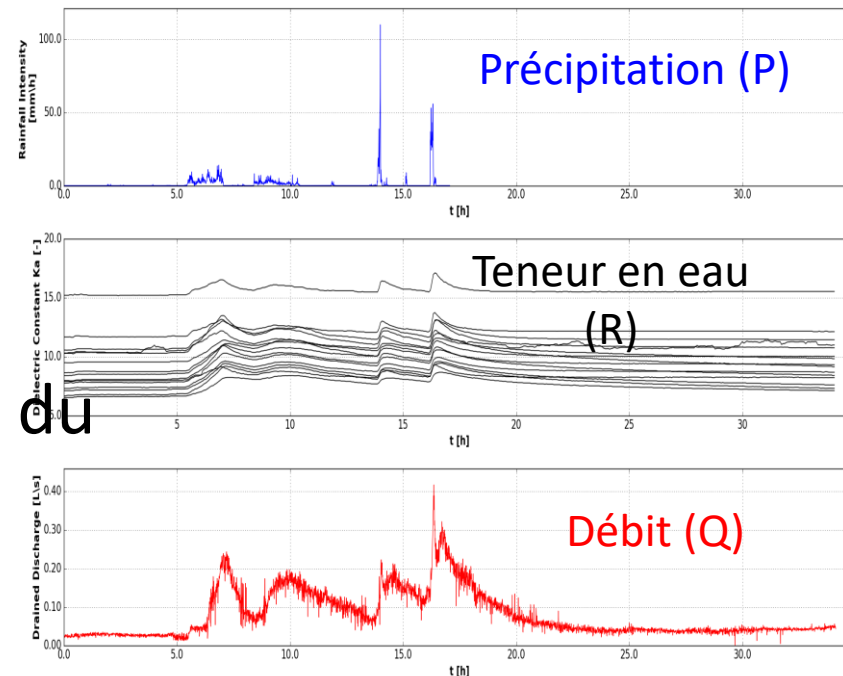 Précipitation (P)
Rainfall Intensity
[mm\h]
100.0
50.0
0.0
0.0 5.0 10.0 15.0 20.0 25.0 30.0
t [h]
Teneur en eau
(R)
Dielectric Constant Ka [-]
20.0
15.0
10.0
5.0
du
5 10 15 20 25 30
t [h]
Débit (Q)
Drained Discharge [L\s]
0.40
0.30
0.20
0.10
0.00
0.0 5.0 10.0 15.0 20.0 25.0 30.0
t [h]